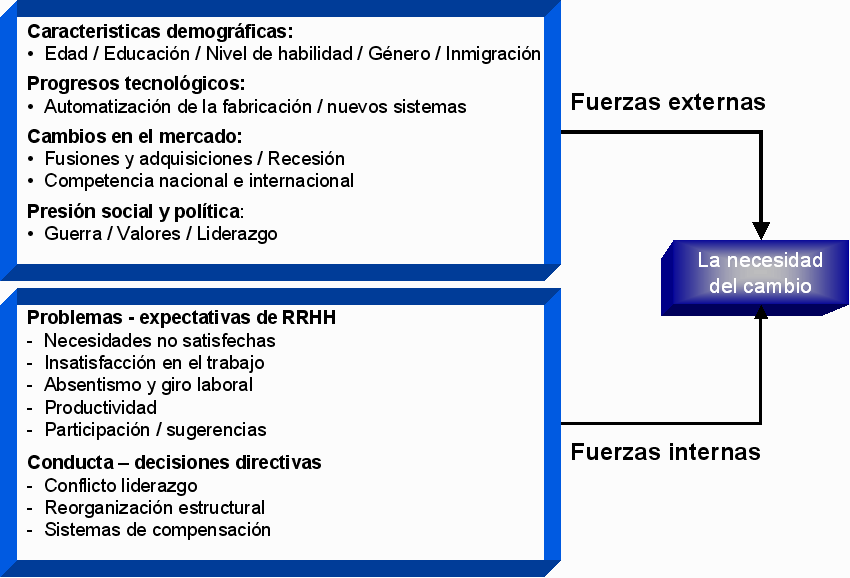 Caracteristicas demográficas:
• Edad / Educación / Nivel de habilidad / Género / Inmigración
Progresos tecnológicos:
• Automatización de la fabricación / nuevos sistemas
Cambios en el mercado:
• Fusiones y adquisiciones / Recesión
• Competencia nacional e internacional
Presión social y política:
• Guerra / Valores / Liderazgo
Fuerzas externas
La necesidad
del cambio
Problemas - expectativas de RRHH
- Necesidades no satisfechas
- Insatisfacción en el trabajo
- Absentismo y giro laboral
- Productividad
- Participación / sugerencias
Conducta – decisiones directivas
- Conflicto liderazgo
- Reorganización estructural
- Sistemas de compensación
Fuerzas internas